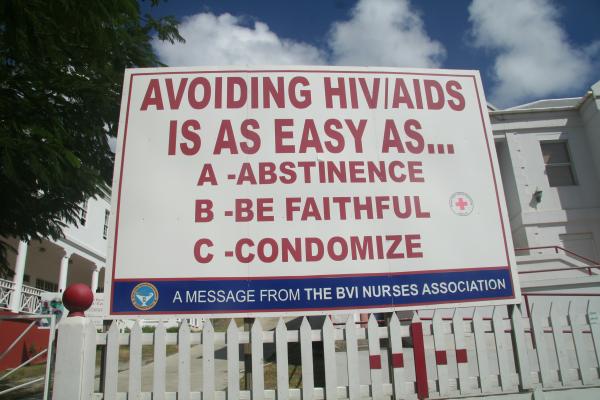 AVOIDING HIV/AIDS
IS AS EASY AS...
A -ABSTINENCE
B -BE FAITHFUL
C -CONDOMIZE
A MESSAGE FROM THE BVI NURSES ASSOCIATION